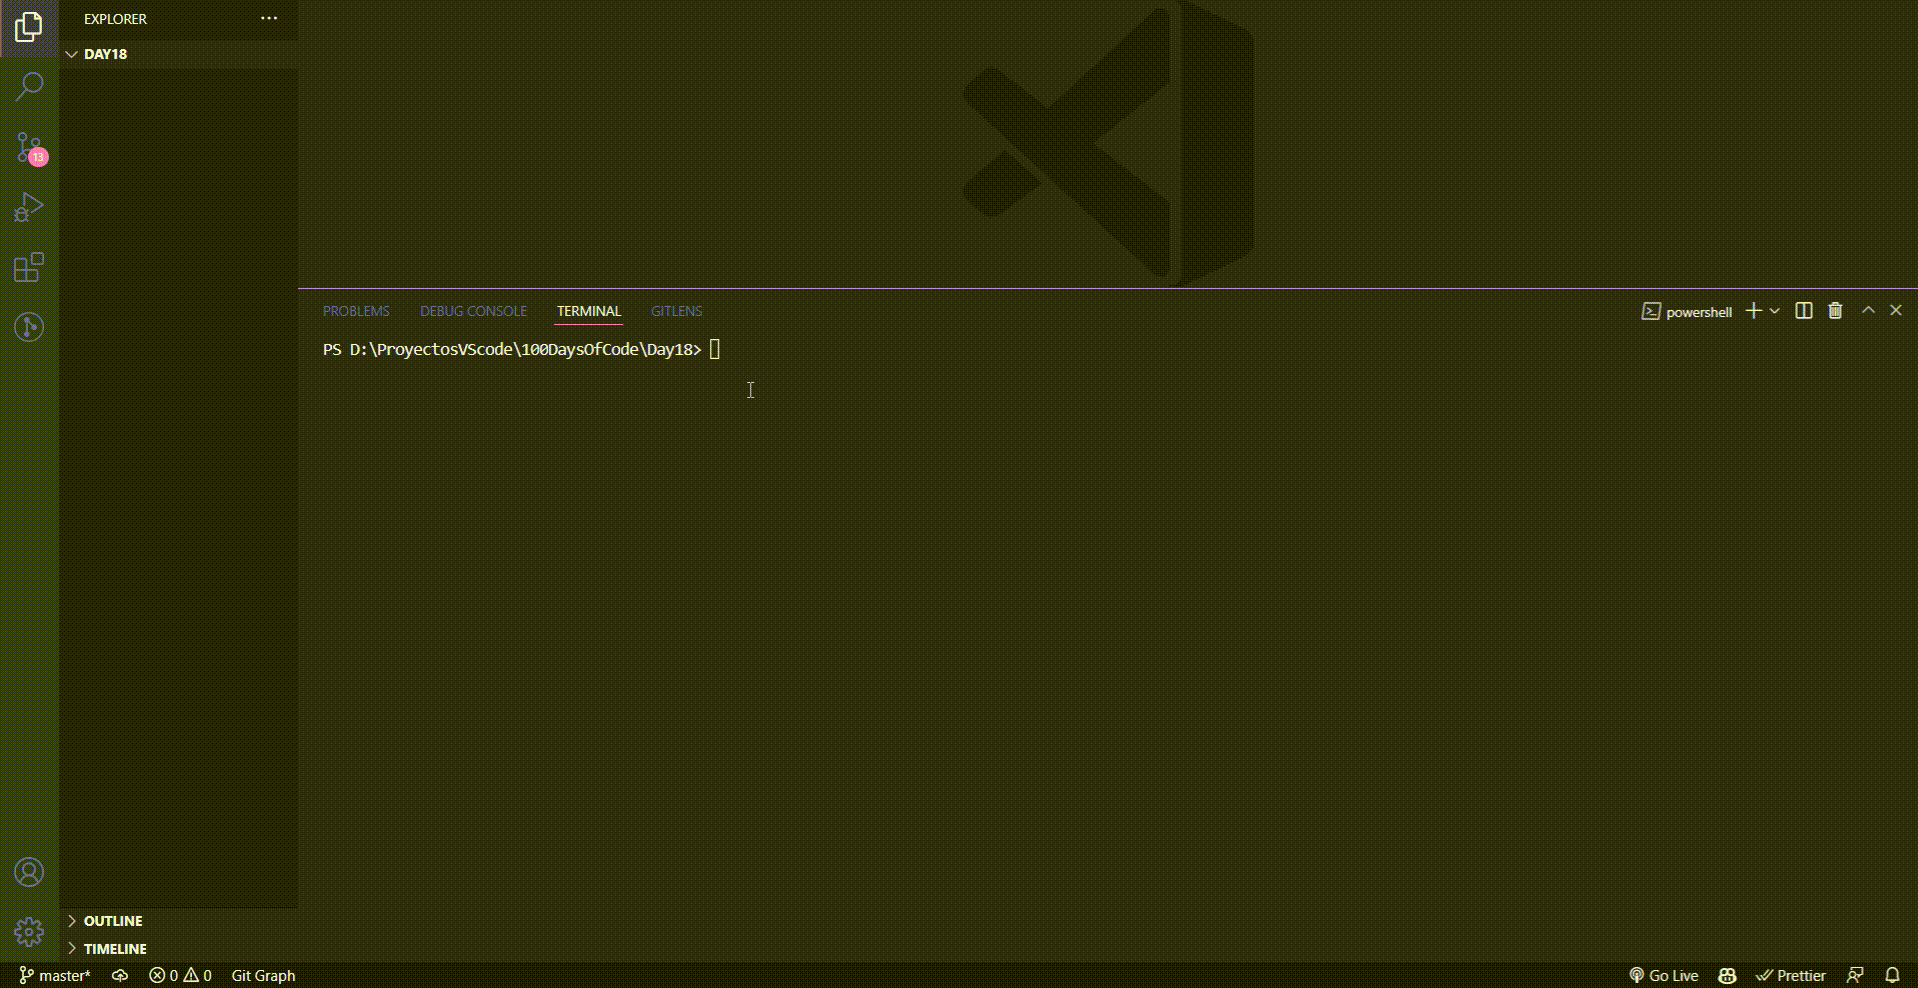 EXPLORER
DAY18
13
PROBLEMS DEBUG CONSOLE TERMINAL GITLENS
powershell
PS D:\ProyectosVScode\100DaysOfCode\Day18>
OUTLINE
TIMELINE
master* 0 0 Git Graph Go Live Prettier